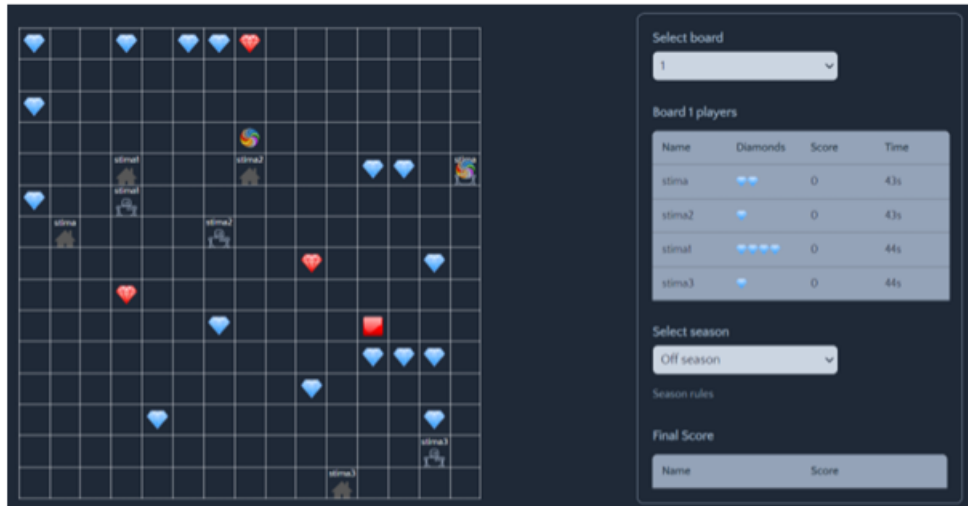 Select board
1
Board 1 players
Name Diamonds Score Time
stima 0 43s
stima2 0 43s
stima1 0 44s
stima3 0 44s
Select season
Off season
Season rules
Final Score
Name Score
stima1
stima2
stima
stima1
stima
stima2
stima3
stima3